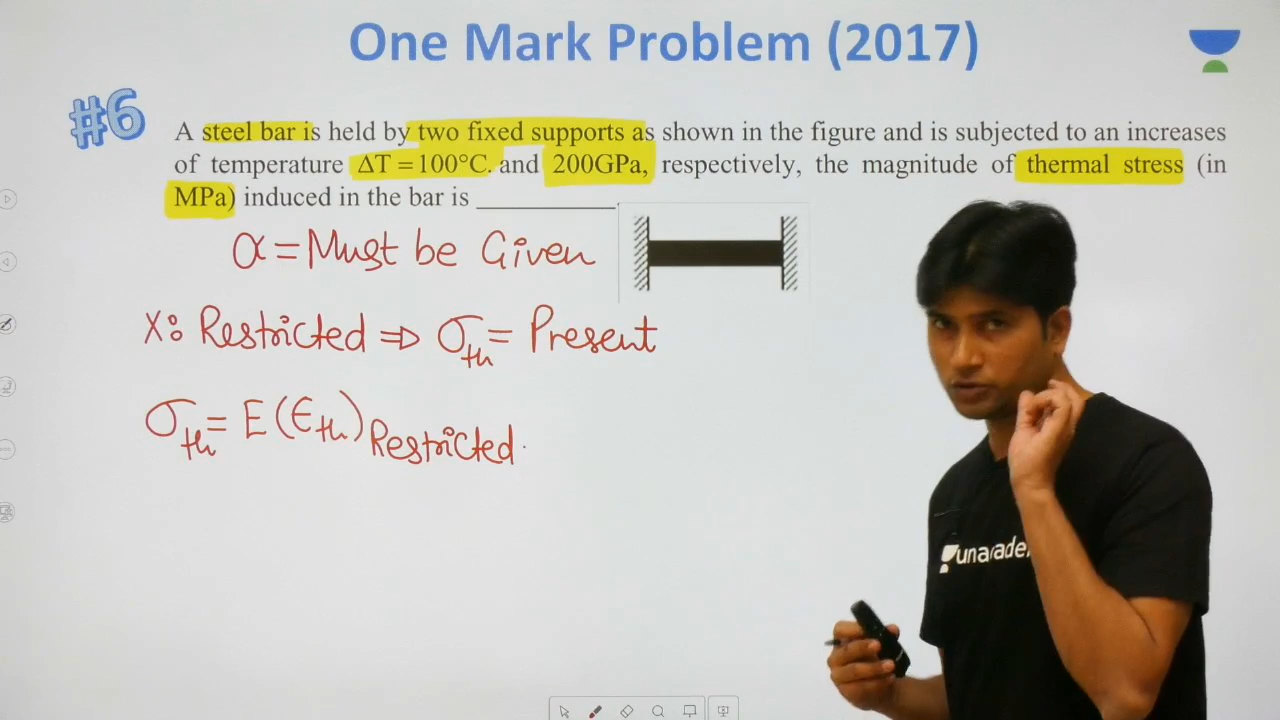 One Mark Problem (2017)
#6
A steel bar is held by two fixed supports as shown in the figure and is subjected to an increases
of temperature ΔT = 100°C. and 200GPa, respectively, the magnitude of thermal stress (in
MPa) induced in the bar is __________
α = Must be Given
x: Restricted ⇒ σth = Present
σth = E(ϵth)Restricted